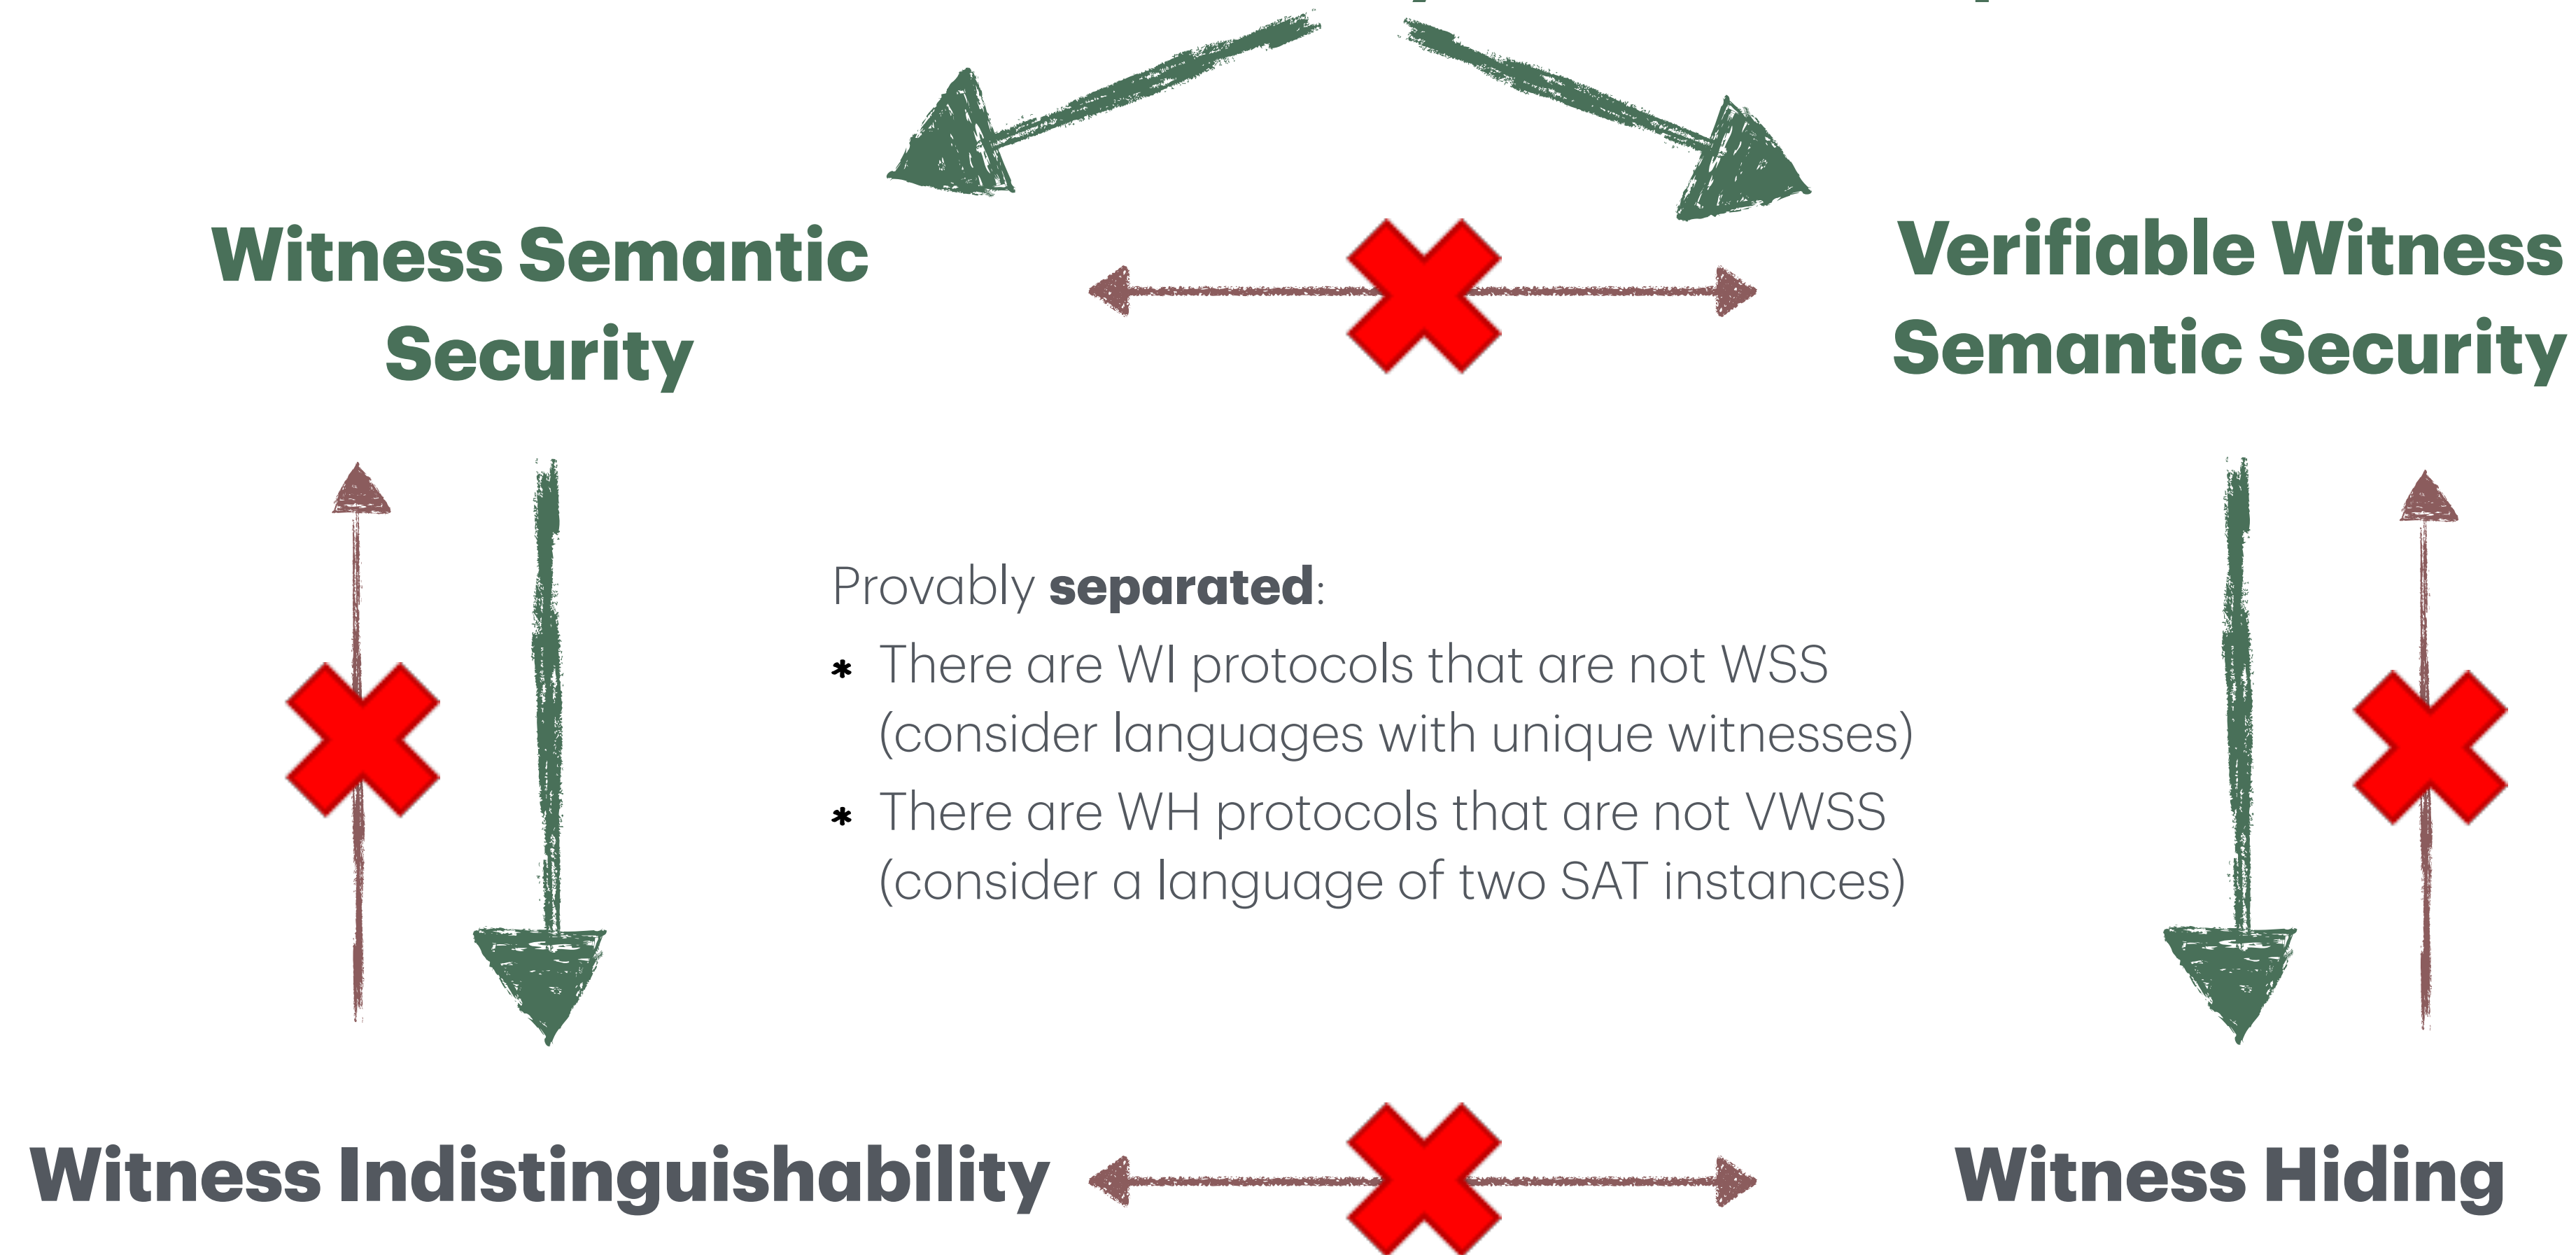 Witness Semantic
Security
Verifiable Witness
Semantic Security
Provably separated:
* There are WI protocols that are not WSS
(consider languages with unique witnesses)
* There are WH protocols that are not VWSS
(consider a language of two SAT instances)
Witness Indistinguishability
Witness Hiding